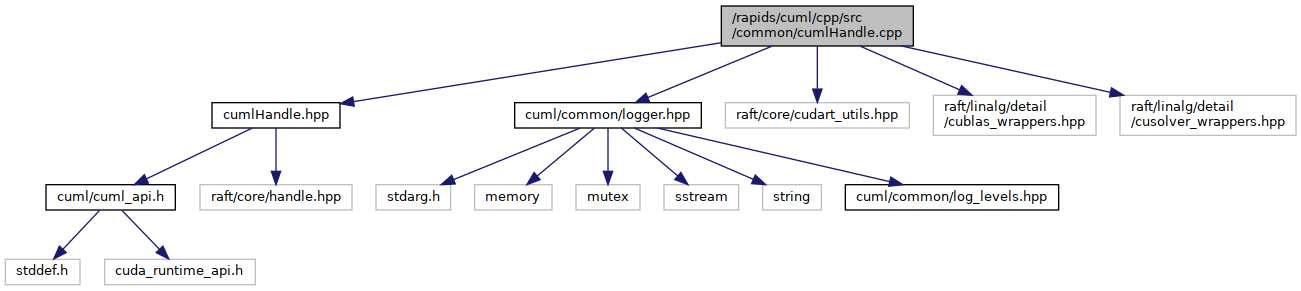 /rapids/cuml/cpp/src
/common/cumlHandle.cpp
cumlHandle.hpp
cuml/common/logger.hpp
raft/core/cudart_utils.hpp
raft/linalg/detail
/cublas_wrappers.hpp
raft/linalg/detail
/cusolver_wrappers.hpp
cuml/cuml_api.h
raft/core/handle.hpp
stdarg.h
memory
mutex
sstream
string
cuml/common/log_levels.hpp
stddef.h
cuda_runtime_api.h